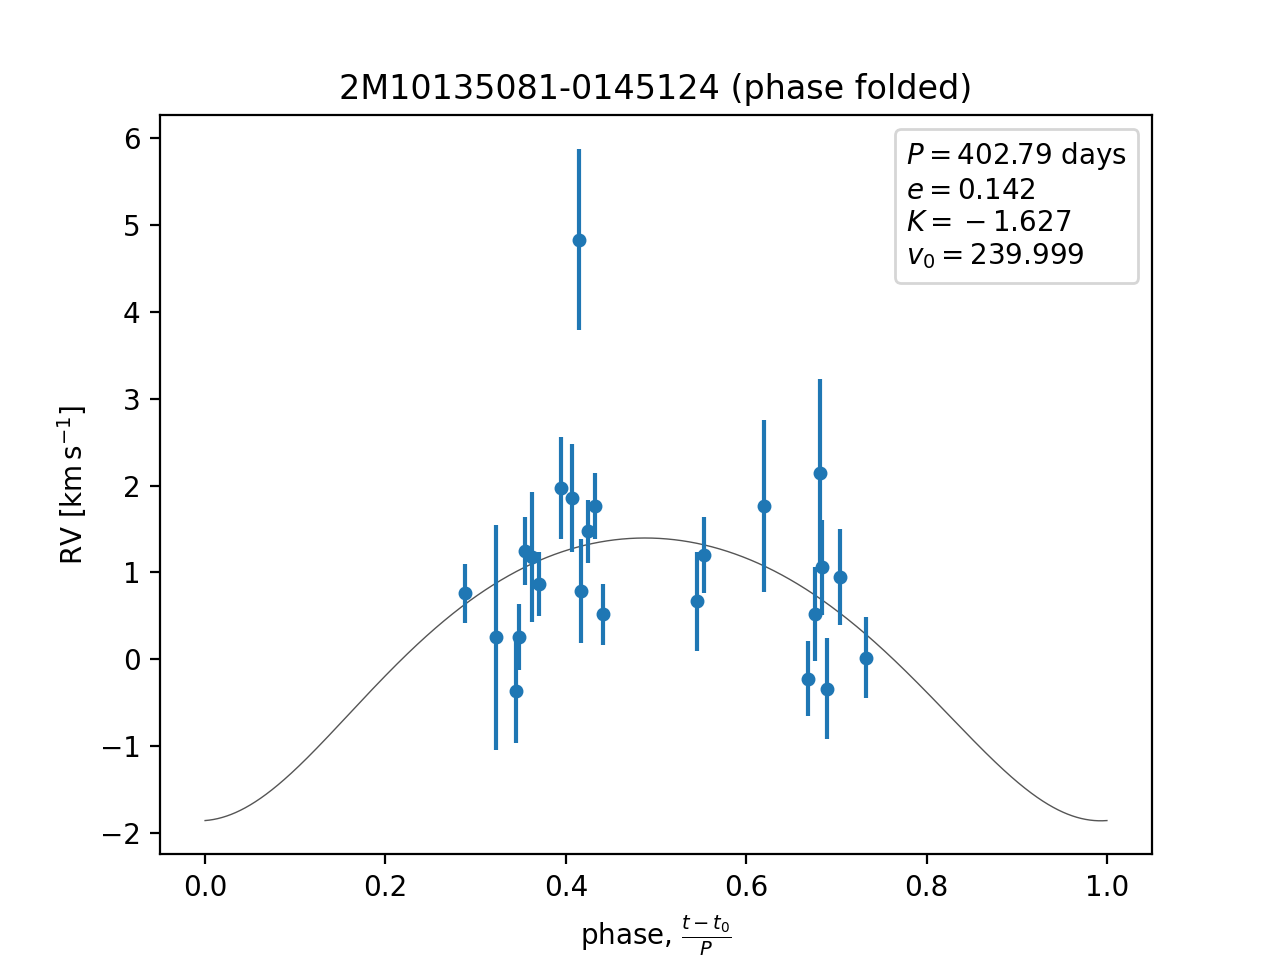 2M10135081-0145124 (phase folded)
P = 402.79 days
e = 0.142
K = −1.627
v₀ = 239.999
RV [km s⁻¹]
6
5
4
3
2
1
0
−1
−2
0.0 0.2 0.4 0.6 0.8 1.0
phase, (t − t₀)/P